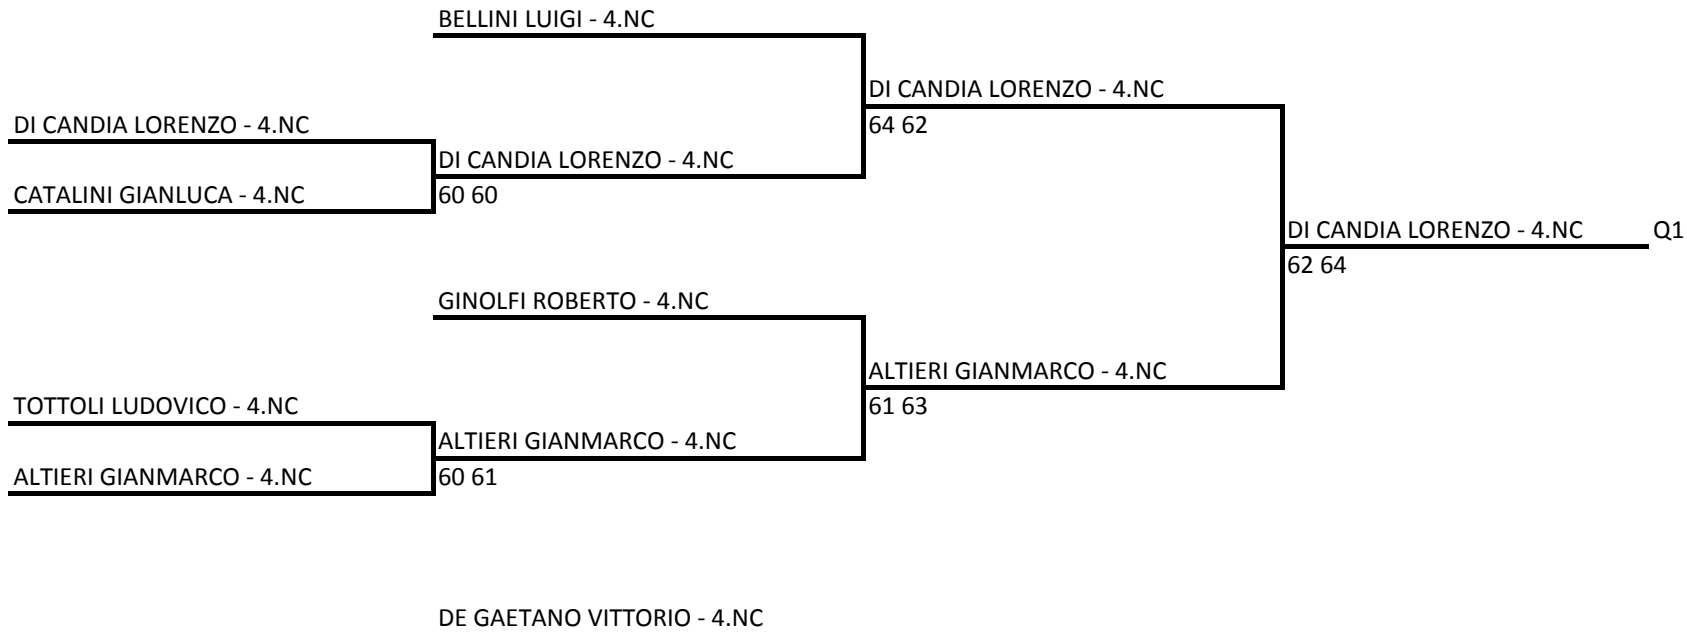 BELLINI LUIGI - 4.NC
DI CANDIA LORENZO - 4.NC
DI CANDIA LORENZO - 4.NC
64 62
DI CANDIA LORENZO - 4.NC
CATALINI GIANLUCA - 4.NC
60 60
DI CANDIA LORENZO - 4.NC
Q1
62 64
GINOLFI ROBERTO - 4.NC
ALTIERI GIANMARCO - 4.NC
TOTTOLI LUDOVICO - 4.NC
61 63
ALTIERI GIANMARCO - 4.NC
ALTIERI GIANMARCO - 4.NC
60 61
DE GAETANO VITTORIO - 4.NC